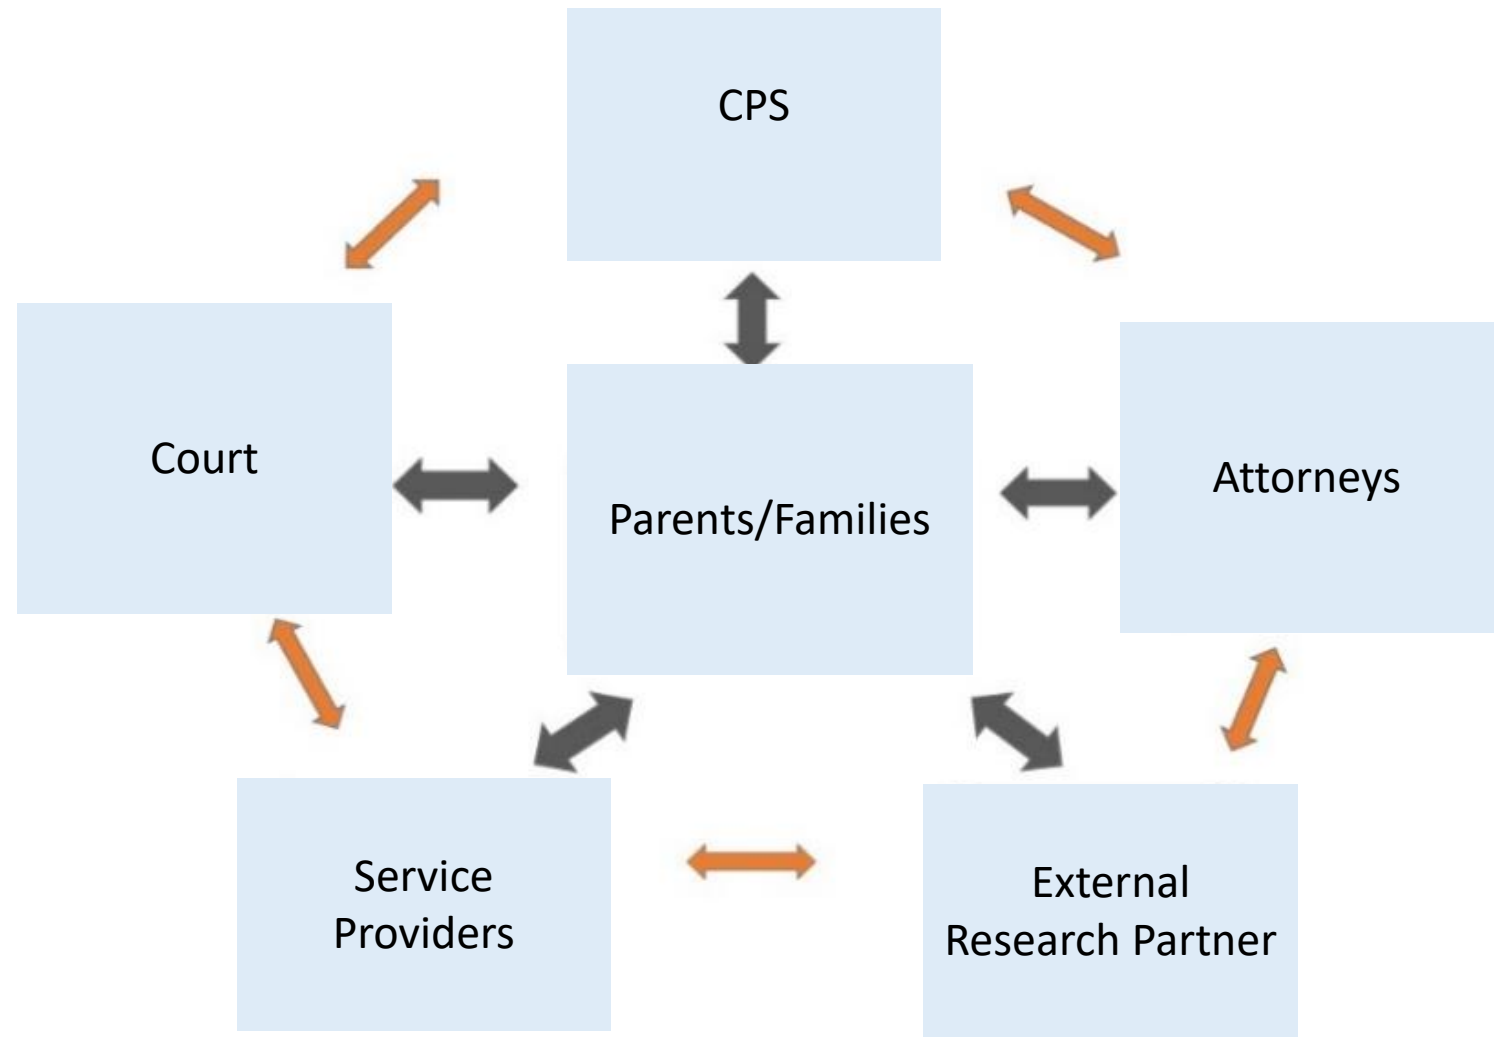 CPS
Court
Parents/Families
Attorneys
Service
Providers
External
Research Partner